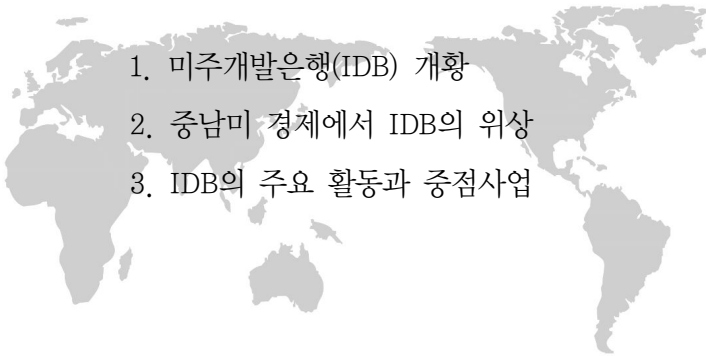 1. 미주개발은행(IDB) 개황
2. 중남미 경제에서 IDB의 위상
3. IDB의 주요 활동과 중점사업